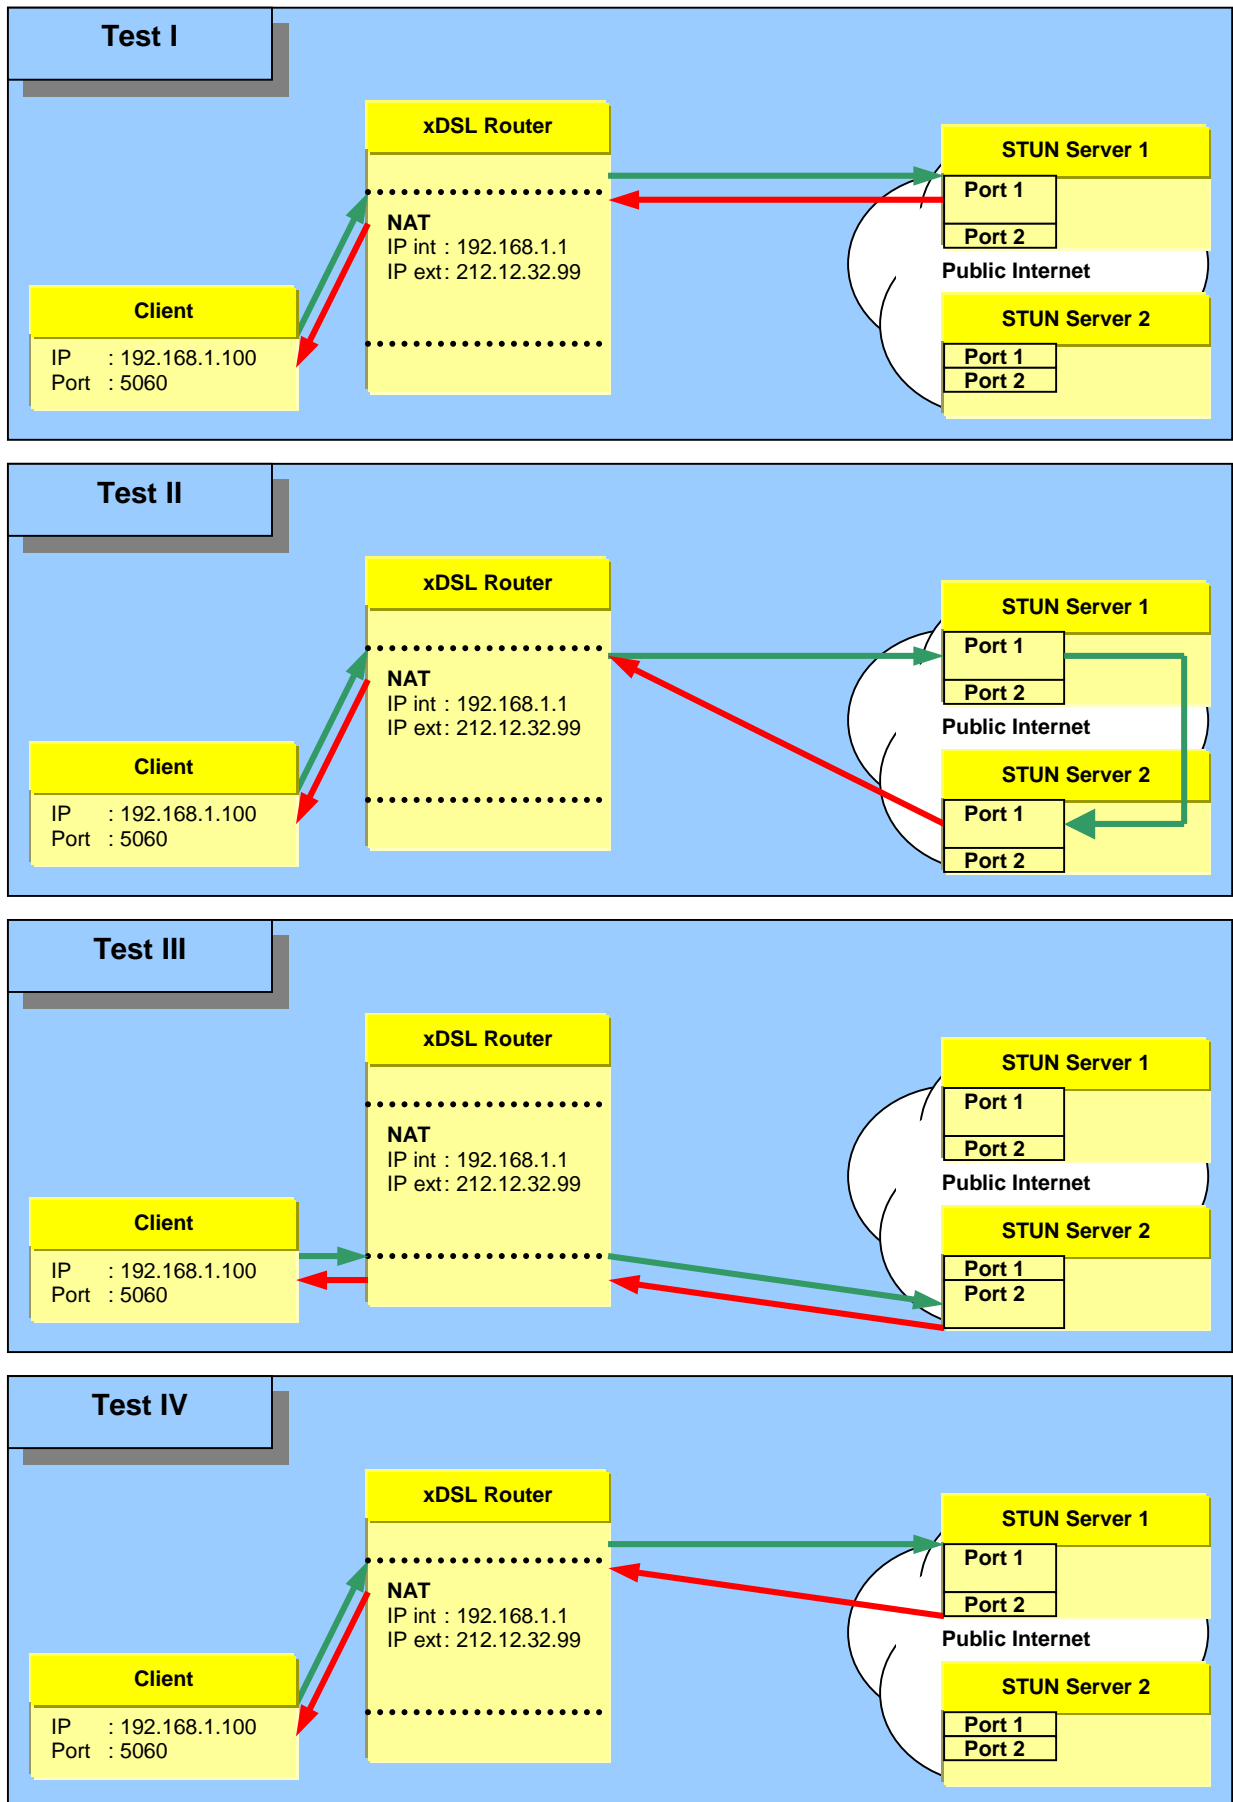 Test I
xDSL Router
NAT
IP int : 192.168.1.1
IP ext : 212.12.32.99
Client
IP : 192.168.1.100
Port : 5060
STUN Server 1
Port 1
Port 2
Public Internet
STUN Server 2
Port 1
Port 2
Test II
xDSL Router
NAT
IP int : 192.168.1.1
IP ext : 212.12.32.99
Client
IP : 192.168.1.100
Port : 5060
STUN Server 1
Port 1
Port 2
Public Internet
STUN Server 2
Port 1
Port 2
Test III
xDSL Router
NAT
IP int : 192.168.1.1
IP ext : 212.12.32.99
Client
IP : 192.168.1.100
Port : 5060
STUN Server 1
Port 1
Port 2
Public Internet
STUN Server 2
Port 1
Port 2
Test IV
xDSL Router
NAT
IP int : 192.168.1.1
IP ext : 212.12.32.99
Client
IP : 192.168.1.100
Port : 5060
STUN Server 1
Port 1
Port 2
Public Internet
STUN Server 2
Port 1
Port 2